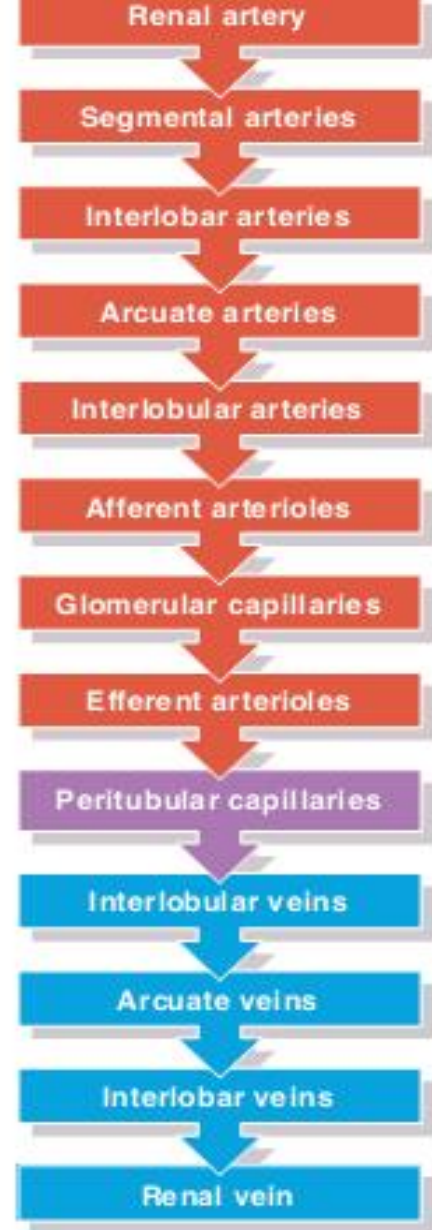 Renal artery
Segmental arteries
Interlobar arteries
Arcuate arteries
Interlobular arteries
Afferent arterioles
Glomerular capillaries
Efferent arterioles
Peritubular capillaries
Interlobular veins
Arcuate veins
Interlobar veins
Renal vein